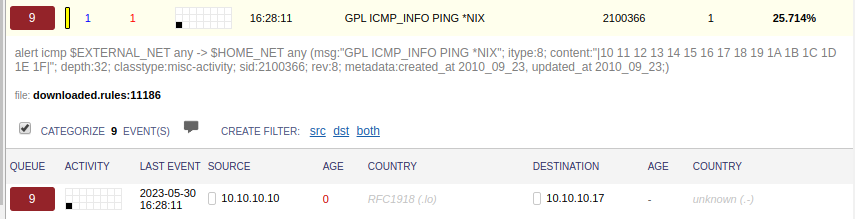 9 1 1 16:28:11 GPL ICMP_INFO PING *NIX 2100366 1 25.714%
alert icmp $EXTERNAL_NET any -> $HOME_NET any (msg:"GPL ICMP_INFO PING *NIX"; itype:8; content:"|10 11 12 13 14 15 16 17 18 19 1A 1B 1C 1D
1E 1F|"; depth:32; classtype:misc-activity; sid:2100366; rev:8; metadata:created_at 2010_09_23, updated_at 2010_09_23;)
file: downloaded.rules:11186
CATEGORIZE 9 EVENT(S) CREATE FILTER: src dst both
QUEUE ACTIVITY LAST EVENT SOURCE AGE COUNTRY DESTINATION AGE COUNTRY
9 2023-05-30 16:28:11 10.10.10.10 0 RFC1918 (.lo) 10.10.10.17 - unknown (.-)